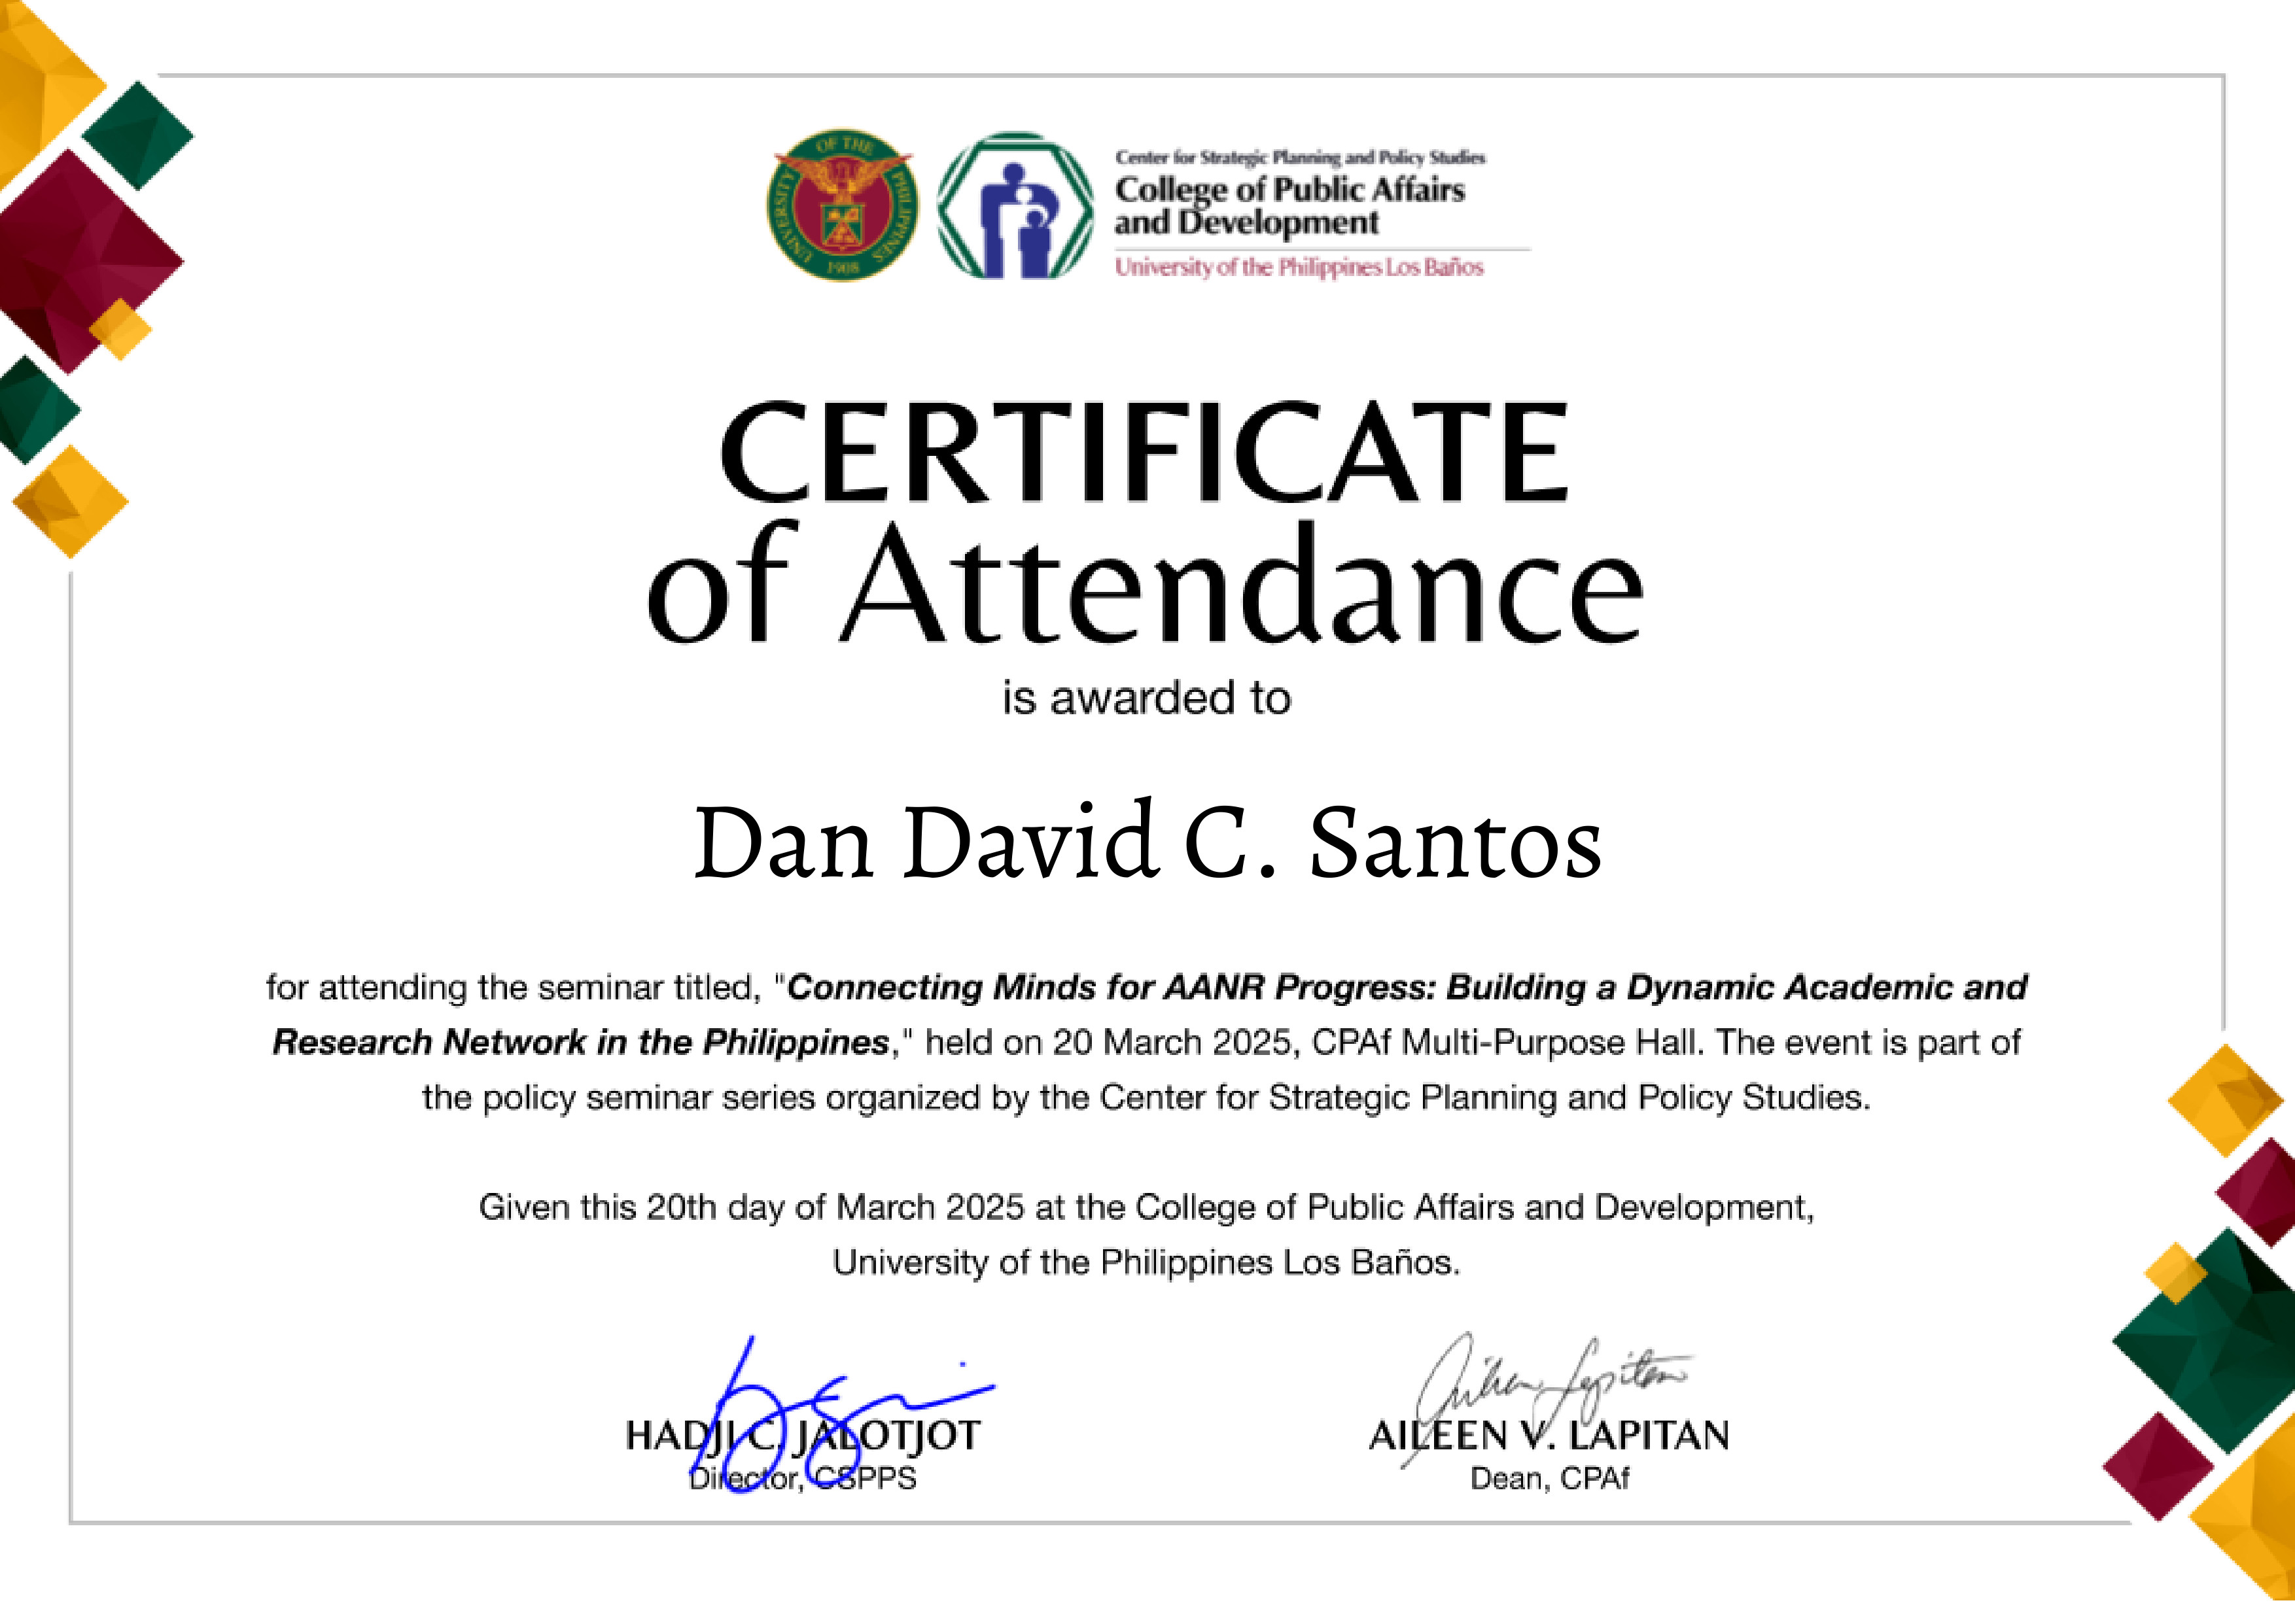 UNIVERSITY OF THE PHILIPPINES
1908
Center for Strategic Planning and Policy Studies
College of Public Affairs
and Development
University of the Philippines Los Baños
CERTIFICATE
of Attendance
is awarded to
Dan David C. Santos
for attending the seminar titled, "Connecting Minds for AANR Progress: Building a Dynamic Academic and
Research Network in the Philippines," held on 20 March 2025, CPAf Multi-Purpose Hall. The event is part of
the policy seminar series organized by the Center for Strategic Planning and Policy Studies.
Given this 20th day of March 2025 at the College of Public Affairs and Development,
University of the Philippines Los Baños.
HADJI C. JALOTJOT
Director, CSPPS
Aileen Lapitan
AILEEN V. LAPITAN
Dean, CPAf